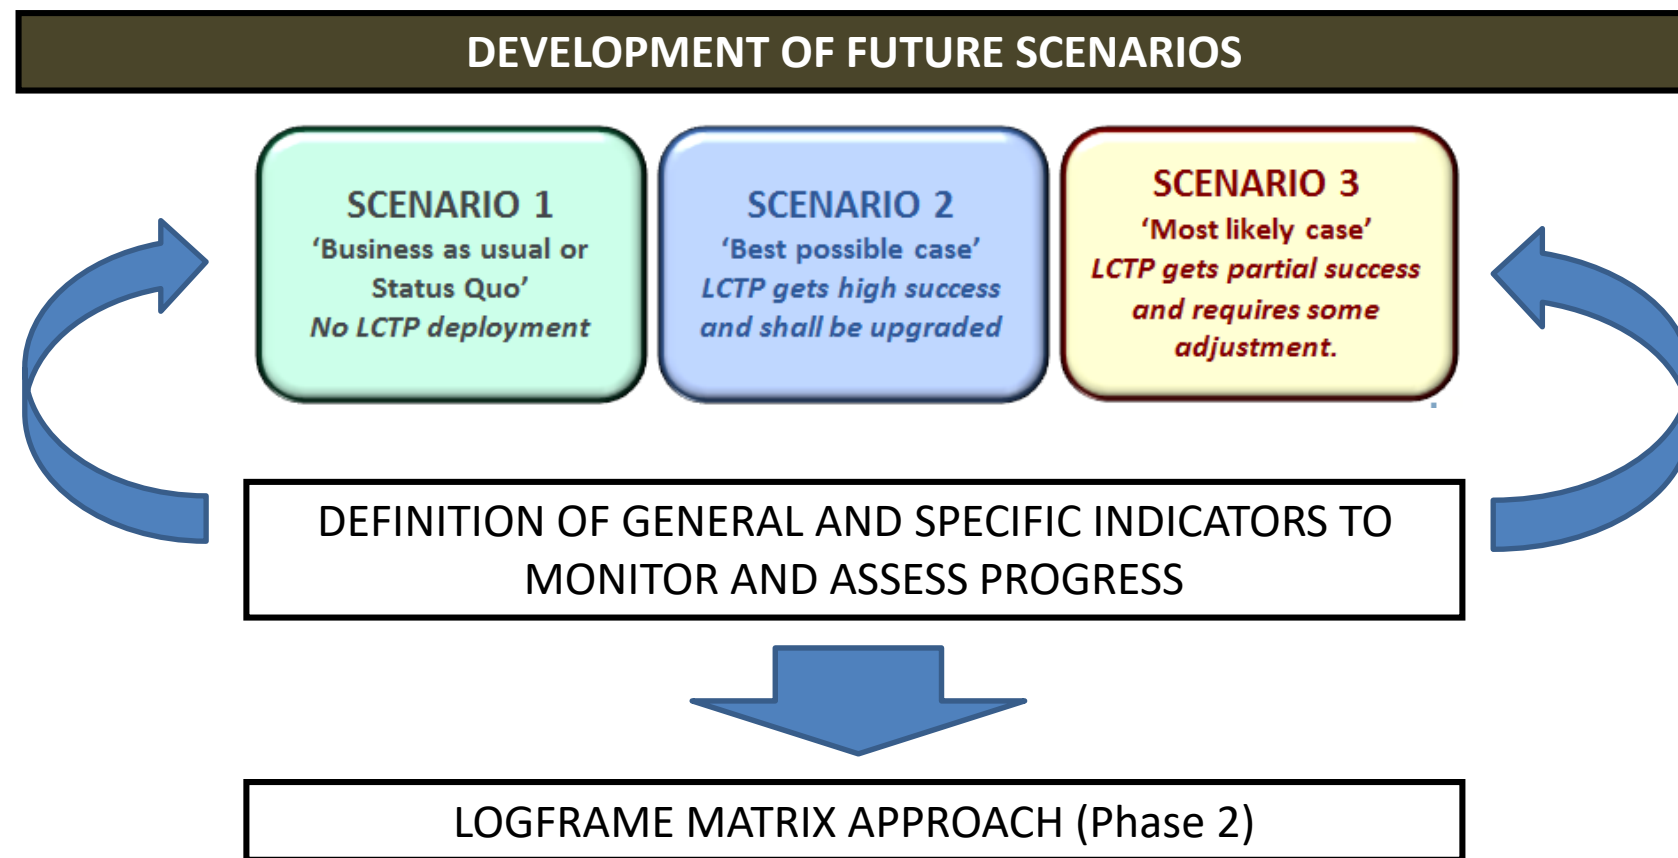 DEVELOPMENT OF FUTURE SCENARIOS
SCENARIO 1
‘Business as usual or
Status Quo’
No LCTP deployment
SCENARIO 2
‘Best possible case’
LCTP gets high success
and shall be upgraded
SCENARIO 3
‘Most likely case’
LCTP gets partial success
and requires some
adjustment.
DEFINITION OF GENERAL AND SPECIFIC INDICATORS TO
MONITOR AND ASSESS PROGRESS
LOGFRAME MATRIX APPROACH (Phase 2)